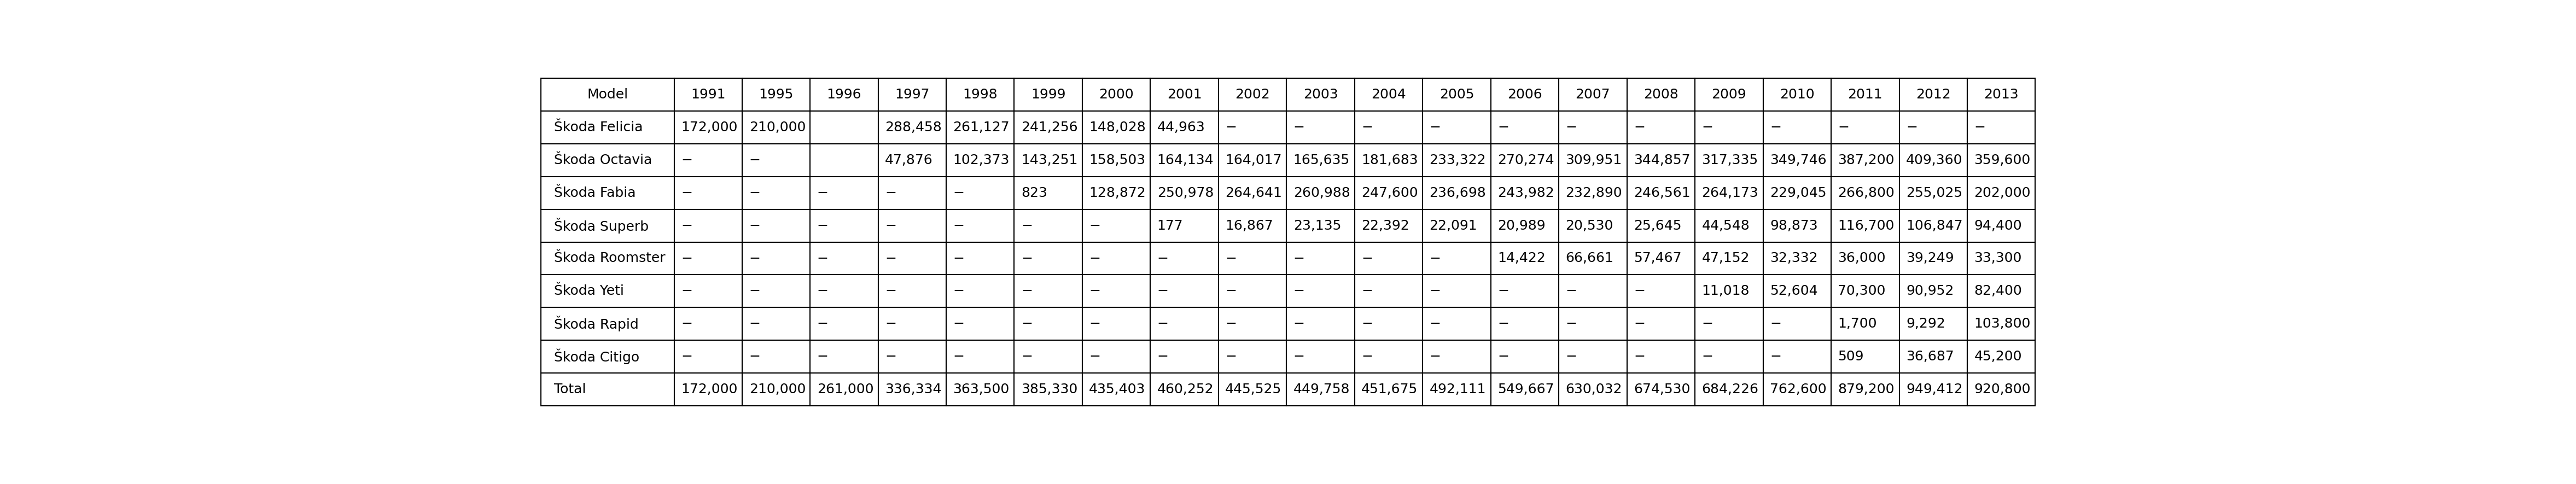 Model 1991 1995 1996 1997 1998 1999 2000 2001 2002 2003 2004 2005 2006 2007 2008 2009 2010 2011 2012 2013
Škoda Felicia 172,000 210,000 288,458 261,127 241,256 148,028 44,963 − − − − − − − − − − − −
Škoda Octavia − − 47,876 102,373 143,251 158,503 164,134 164,017 165,635 181,683 233,322 270,274 309,951 344,857 317,335 349,746 387,200 409,360 359,600
Škoda Fabia − − − − − 823 128,872 250,978 264,641 260,988 247,600 236,698 243,982 232,890 246,561 264,173 229,045 266,800 255,025 202,000
Škoda Superb − − − − − − − 177 16,867 23,135 22,392 22,091 20,989 20,530 25,645 44,548 98,873 116,700 106,847 94,400
Škoda Roomster − − − − − − − − − − − − 14,422 66,661 57,467 47,152 32,332 36,000 39,249 33,300
Škoda Yeti − − − − − − − − − − − − − − − 11,018 52,604 70,300 90,952 82,400
Škoda Rapid − − − − − − − − − − − − − − − − − 1,700 9,292 103,800
Škoda Citigo − − − − − − − − − − − − − − − − − 509 36,687 45,200
Total 172,000 210,000 261,000 336,334 363,500 385,330 435,403 460,252 445,525 449,758 451,675 492,111 549,667 630,032 674,530 684,226 762,600 879,200 949,412 920,800